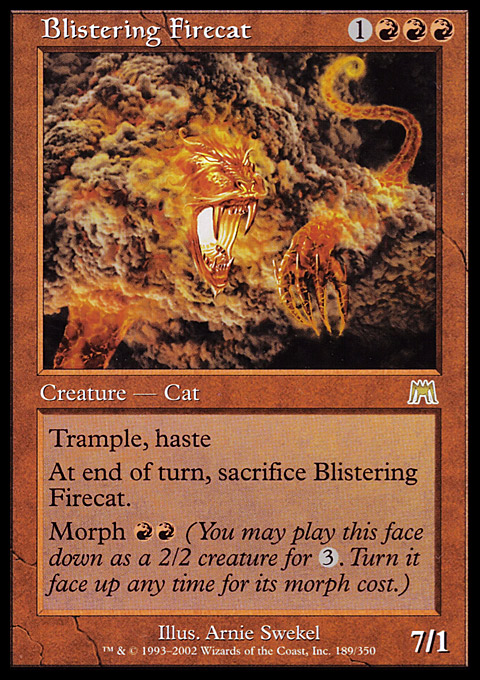 Blistering Firecat 1
Creature — Cat
Trample, haste
At end of turn, sacrifice Blistering
Firecat.
Morph (You may play this face
down as a 2/2 creature for 3. Turn it
face up any time for its morph cost.)
Illus. Arnie Swekel
™ & © 1993–2002 Wizards of the Coast, Inc. 189/350
7/1